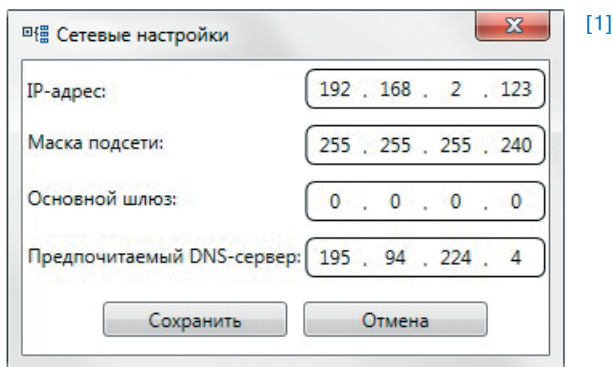 Сетевые настройки
[1]
IP-адрес: 192 . 168 . 2 . 123
Маска подсети: 255 . 255 . 255 . 240
Основной шлюз: 0 . 0 . 0 . 0
Предпочитаемый DNS-сервер: 195 . 94 . 224 . 4
Сохранить Отмена